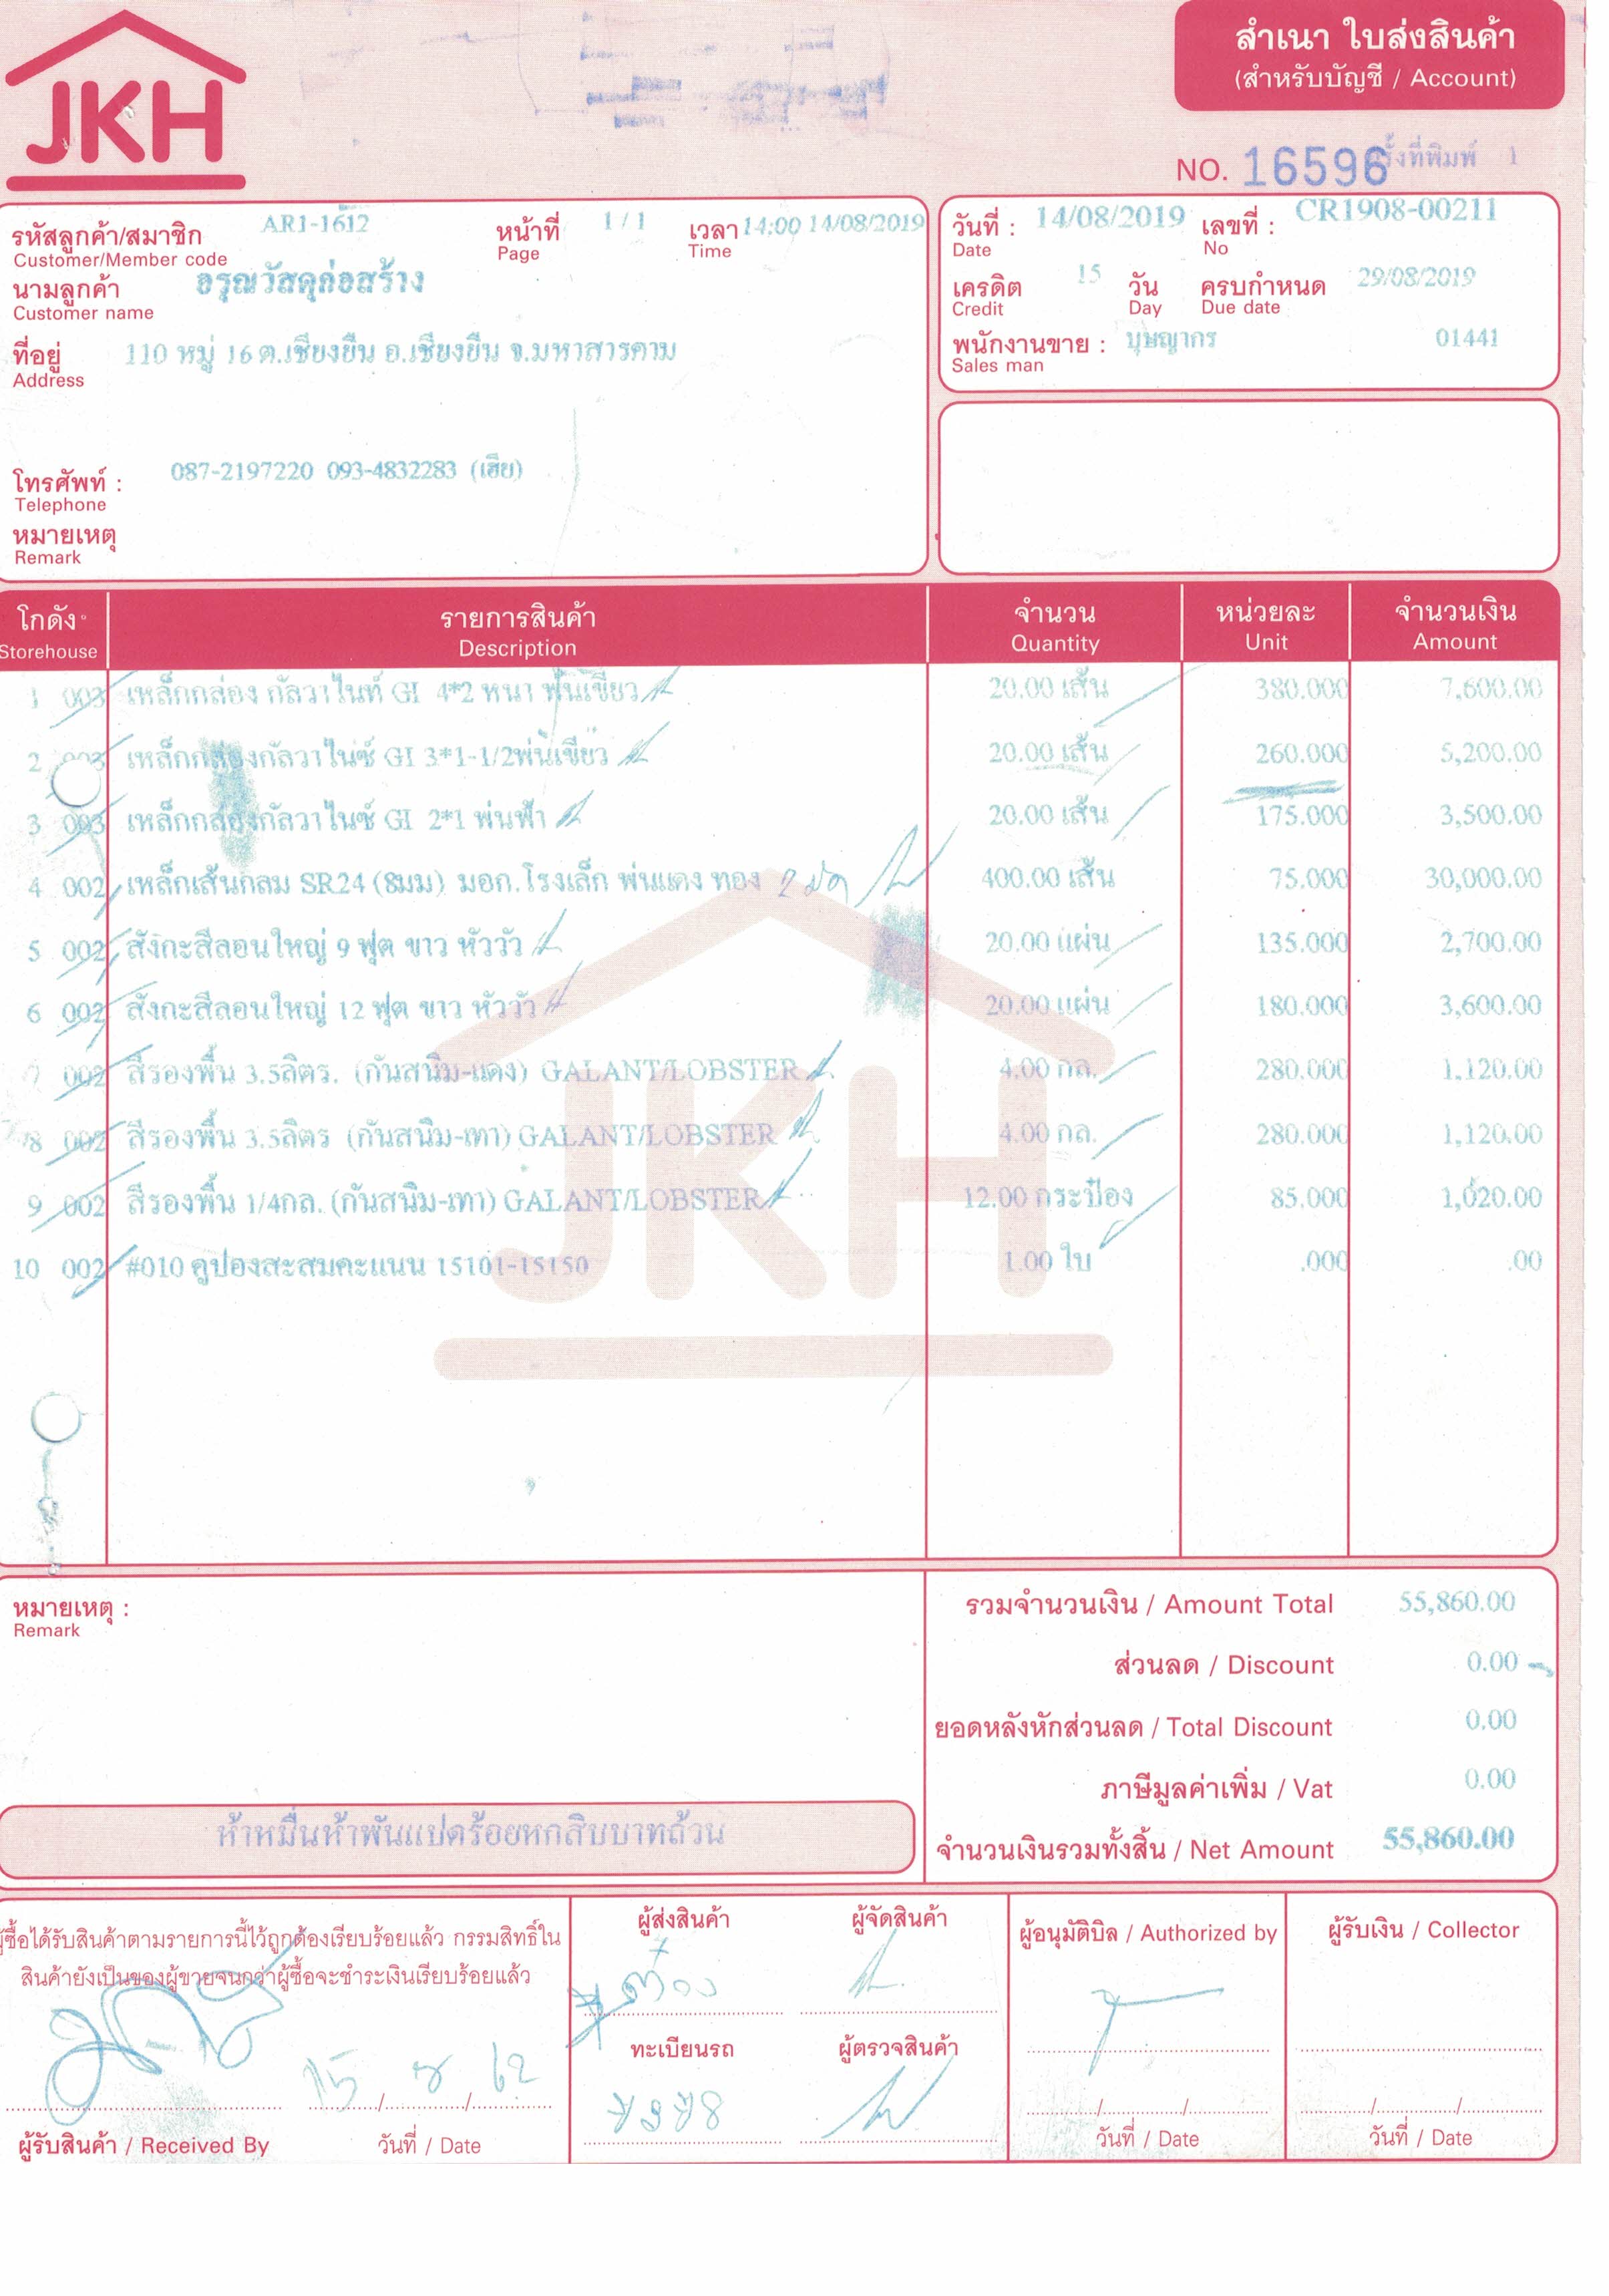 JKH
สำเนา ใบส่งสินค้า
(สำหรับบัญชี / Account)
NO. 16596 ครั้งที่พิมพ์ 1
รหัสลูกค้า/สมาชิก AR1-1612 หน้าที่ 1 / 1 เวลา 14:00 14/08/2019
Customer/Member code Page Time
นามลูกค้า อรุณวัสดุก่อสร้าง
Customer name
ที่อยู่ 110 หมู่ 16 ต.เชียงยืน อ.เชียงยืน จ.มหาสารคาม
Address
โทรศัพท์ : 087-2197220 093-4832283 (เฮีย)
Telephone
หมายเหตุ
Remark
วันที่ : 14/08/2019 เลขที่ : CR1908-00211
Date No
เครดิต 15 วัน ครบกำหนด 29/08/2019
Credit Day Due date
พนักงานขาย : บุษญากร 01441
Sales man
โกดัง รายการสินค้า จำนวน หน่วยละ จำนวนเงิน
Storehouse Description Quantity Unit Amount
1 003 เหล็กกล่อง กัลวาไนท์ GI 4*2 หนา พ่นเขียว 20.00 เส้น 380.000 7,600.00
2 003 เหล็กกล่องกัลวาไนซ์ GI 3*1-1/2พ่นเขียว 20.00 เส้น 260.000 5,200.00
3 003 เหล็กกล่องกัลวาไนซ์ GI 2*1 พ่นฟ้า 20.00 เส้น 175.000 3,500.00
4 002 เหล็กเส้นกลม SR24 (8มม) มอก.โรงเล็ก พ่นแดง ทอง 2 มัด 400.00 เส้น 75.000 30,000.00
5 002 สังกะสีลอนใหญ่ 9 ฟุต ขาว หัววัว 20.00 แผ่น 135.000 2,700.00
6 002 สังกะสีลอนใหญ่ 12 ฟุต ขาว หัววัว 20.00 แผ่น 180.000 3,600.00
7 002 สีรองพื้น 3.5ลิตร. (กันสนิม-แดง) GALANT/LOBSTER 4.00 กล. 280.000 1,120.00
8 002 สีรองพื้น 3.5ลิตร (กันสนิม-เทา) GALANT/LOBSTER 4.00 กล. 280.000 1,120.00
9 002 สีรองพื้น 1/4กล. (กันสนิม-เทา) GALANT/LOBSTER 12.00 กระป๋อง 85.000 1,020.00
10 002 #010 คูปองสะสมคะแนน 15101-15150 1.00 ใบ .000 .00
JKH
หมายเหตุ :
Remark
รวมจำนวนเงิน / Amount Total 55,860.00
ส่วนลด / Discount 0.00
ยอดหลังหักส่วนลด / Total Discount 0.00
ภาษีมูลค่าเพิ่ม / Vat 0.00
ห้าหมื่นห้าพันแปดร้อยหกสิบบาทถ้วน
จำนวนเงินรวมทั้งสิ้น / Net Amount 55,860.00
ผู้ซื้อได้รับสินค้าตามรายการนี้ไว้ถูกต้องเรียบร้อยแล้ว กรรมสิทธิ์ใน
สินค้ายังเป็นของผู้ขายจนกว่าผู้ซื้อจะชำระเงินเรียบร้อยแล้ว
15 / 8 / 62
ผู้รับสินค้า / Received By วันที่ / Date
ผู้ส่งสินค้า ผู้จัดสินค้า
ทะเบียนรถ ผู้ตรวจสินค้า
ผู้อนุมัติบิล / Authorized by
วันที่ / Date
ผู้รับเงิน / Collector
วันที่ / Date